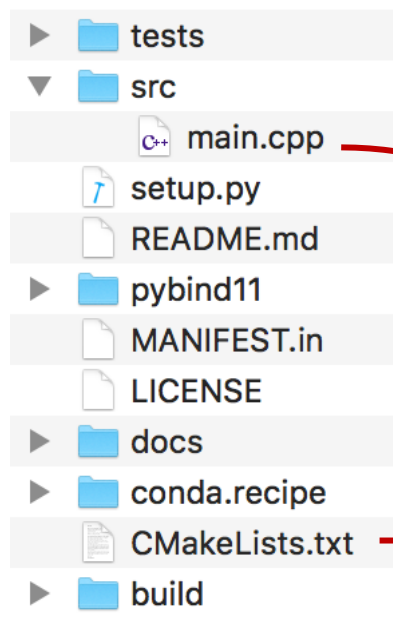 tests
src
C++ main.cpp
setup.py
README.md
pybind11
MANIFEST.in
LICENSE
docs
conda.recipe
CMakeLists.txt
build